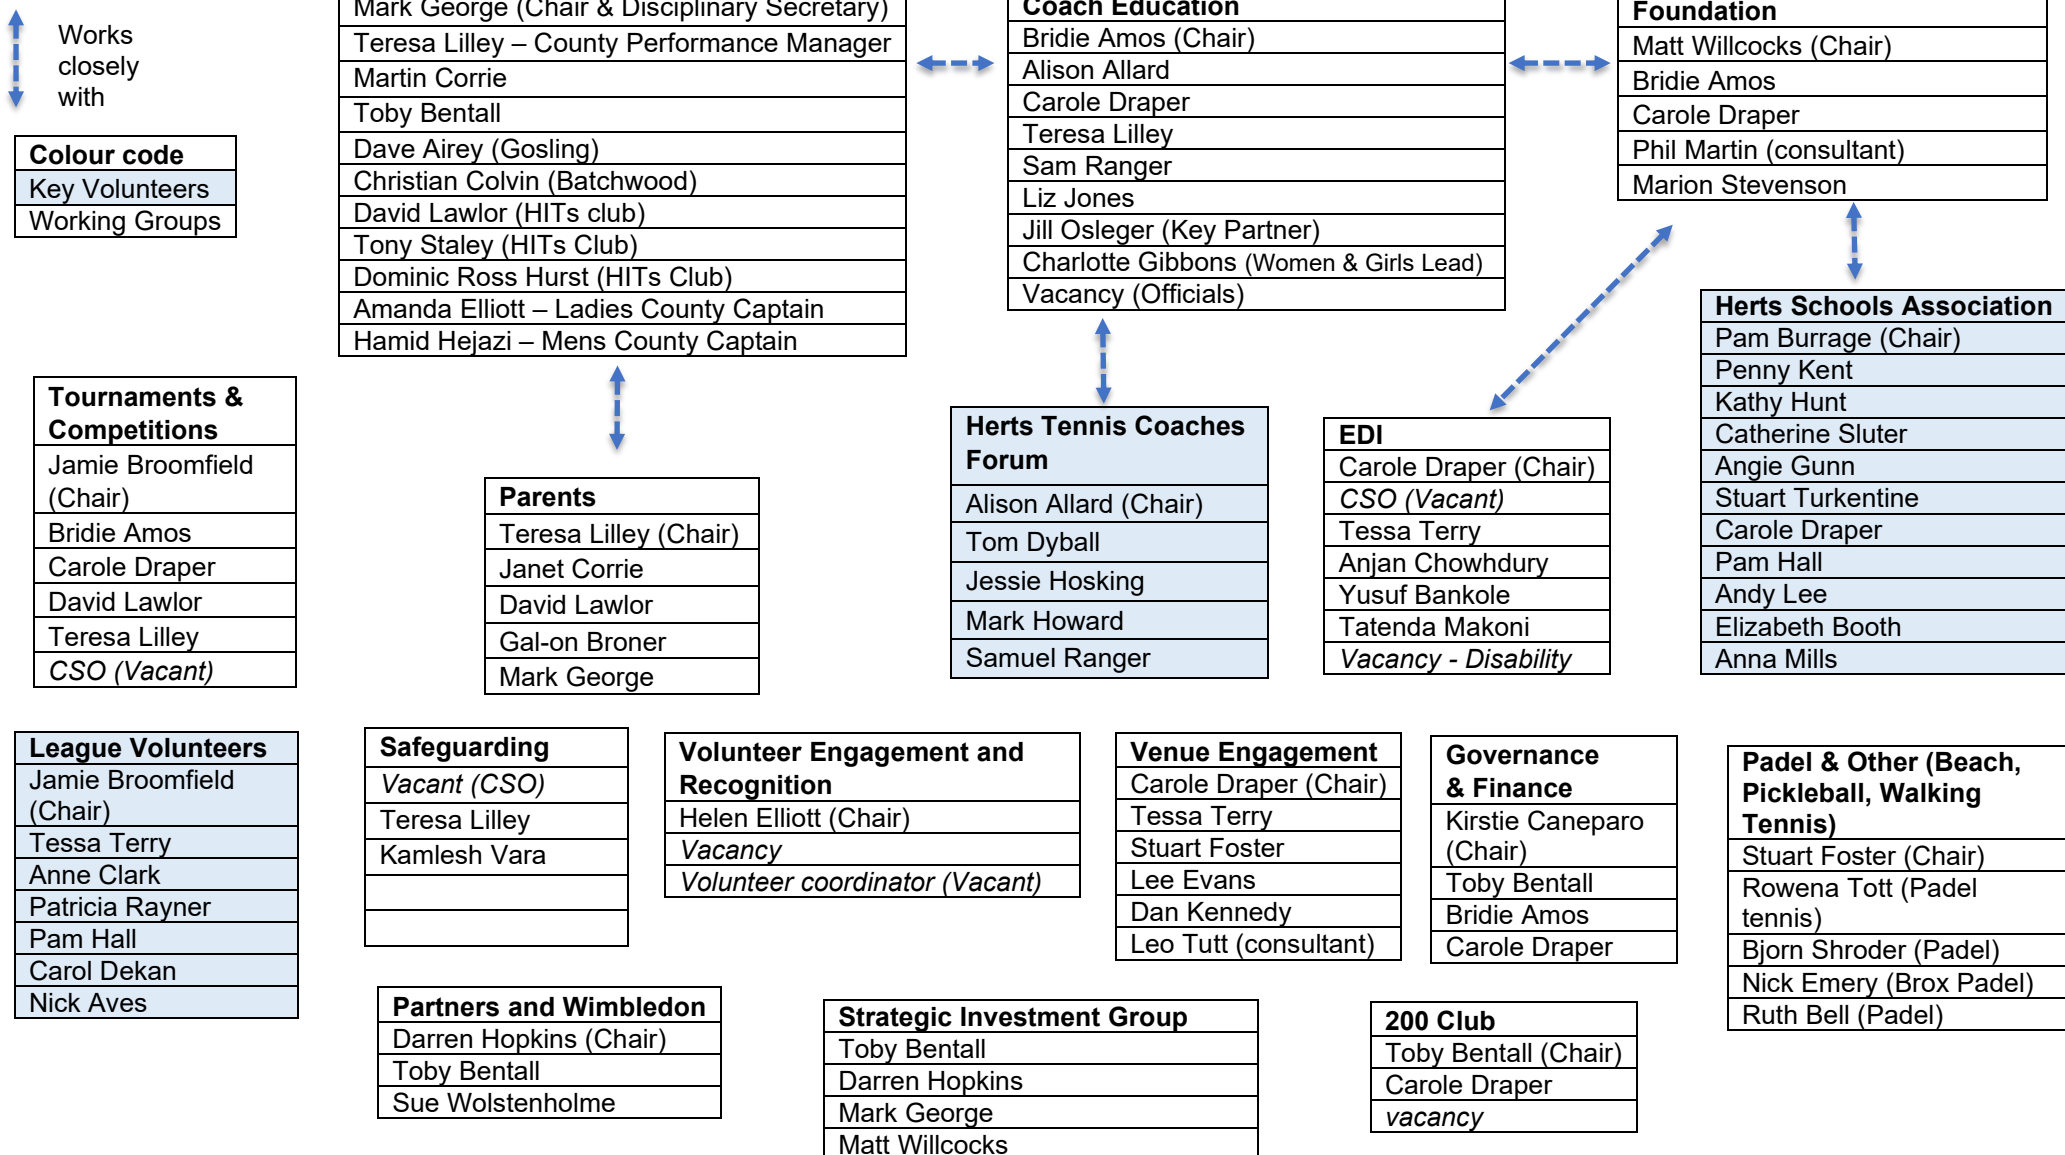 Works
closely
with
Colour code
Key Volunteers
Working Groups
Mark George (Chair & Disciplinary Secretary)
Teresa Lilley – County Performance Manager
Martin Corrie
Toby Bentall
Dave Airey (Gosling)
Christian Colvin (Batchwood)
David Lawlor (HITs club)
Tony Staley (HITs Club)
Dominic Ross Hurst (HITs Club)
Amanda Elliott – Ladies County Captain
Hamid Hejazi – Mens County Captain
Coach Education
Bridie Amos (Chair)
Alison Allard
Carole Draper
Teresa Lilley
Sam Ranger
Liz Jones
Jill Osleger (Key Partner)
Charlotte Gibbons (Women & Girls Lead)
Vacancy (Officials)
Foundation
Matt Willcocks (Chair)
Bridie Amos
Carole Draper
Phil Martin (consultant)
Marion Stevenson
Tournaments &
Competitions
Jamie Broomfield
(Chair)
Bridie Amos
Carole Draper
David Lawlor
Teresa Lilley
CSO (Vacant)
Parents
Teresa Lilley (Chair)
Janet Corrie
David Lawlor
Gal-on Broner
Mark George
Herts Tennis Coaches
Forum
Alison Allard (Chair)
Tom Dyball
Jessie Hosking
Mark Howard
Samuel Ranger
EDI
Carole Draper (Chair)
CSO (Vacant)
Tessa Terry
Anjan Chowhdury
Yusuf Bankole
Tatenda Makoni
Vacancy - Disability
Herts Schools Association
Pam Burrage (Chair)
Penny Kent
Kathy Hunt
Catherine Sluter
Angie Gunn
Stuart Turkentine
Carole Draper
Pam Hall
Andy Lee
Elizabeth Booth
Anna Mills
League Volunteers
Jamie Broomfield
(Chair)
Tessa Terry
Anne Clark
Patricia Rayner
Pam Hall
Carol Dekan
Nick Aves
Safeguarding
Vacant (CSO)
Teresa Lilley
Kamlesh Vara
Volunteer Engagement and
Recognition
Helen Elliott (Chair)
Vacancy
Volunteer coordinator (Vacant)
Venue Engagement
Carole Draper (Chair)
Tessa Terry
Stuart Foster
Lee Evans
Dan Kennedy
Leo Tutt (consultant)
Governance
& Finance
Kirstie Caneparo
(Chair)
Toby Bentall
Bridie Amos
Carole Draper
Padel & Other (Beach,
Pickleball, Walking
Tennis)
Stuart Foster (Chair)
Rowena Tott (Padel
tennis)
Bjorn Shroder (Padel)
Nick Emery (Brox Padel)
Ruth Bell (Padel)
Partners and Wimbledon
Darren Hopkins (Chair)
Toby Bentall
Sue Wolstenholme
Strategic Investment Group
Toby Bentall
Darren Hopkins
Mark George
Matt Willcocks
200 Club
Toby Bentall (Chair)
Carole Draper
vacancy